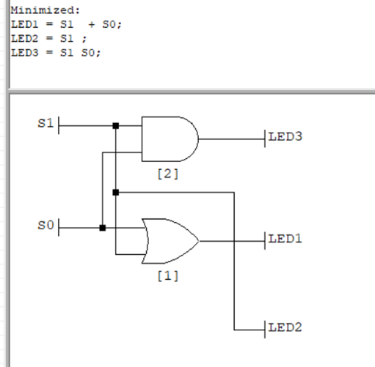 Minimized:
LED1 = S1  + S0;
LED2 = S1 ;
LED3 = S1 S0;
S1
LED3
[2]
S0
LED1
[1]
LED2